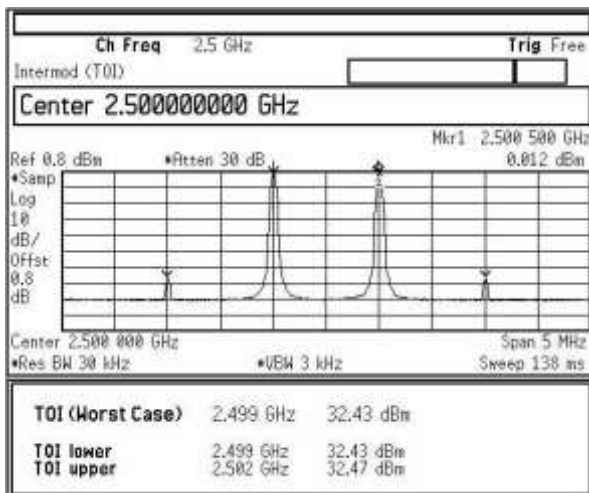 Ch Freq 2.5 GHz Trig Free
Intermod (TOI)
Center 2.500000000 GHz
Mkr1 2.500 500 GHz
Ref 0.8 dBm *Atten 30 dB 0.012 dBm
*Samp
Log
10
dB/
Offst
0.8
dB
1
Center 2.500 000 GHz Span 5 MHz
*Res BW 30 kHz *VBW 3 kHz Sweep 138 ms
TOI (Worst Case) 2.499 GHz 32.43 dBm
TOI lower 2.499 GHz 32.43 dBm
TOI upper 2.502 GHz 32.47 dBm